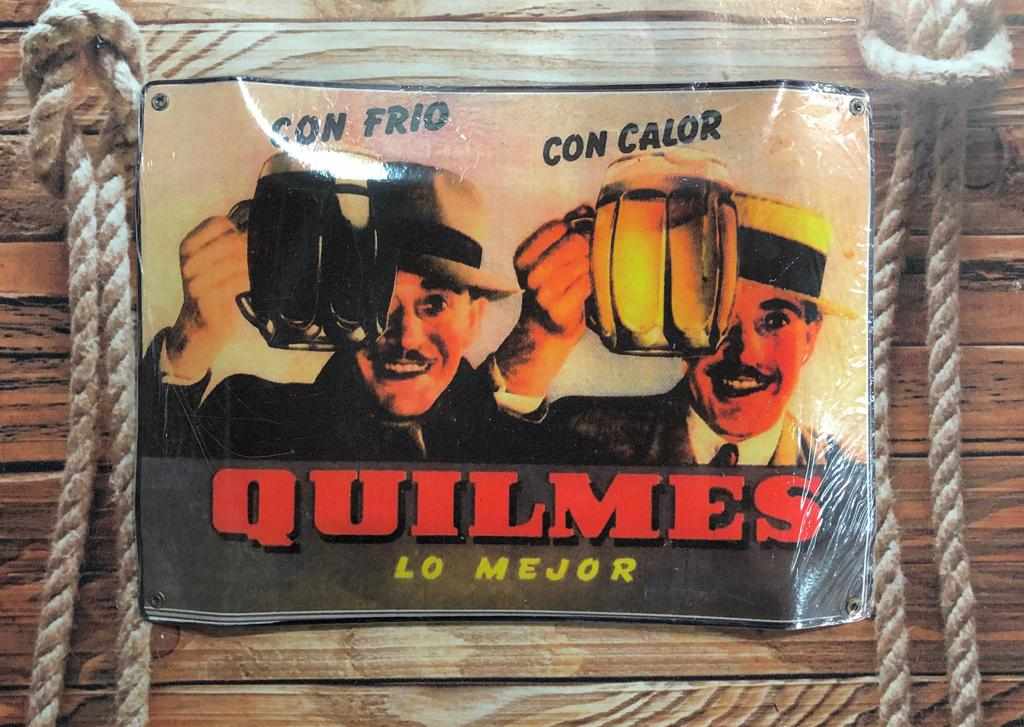 CON FRIO
CON CALOR
QUILMES
LO MEJOR